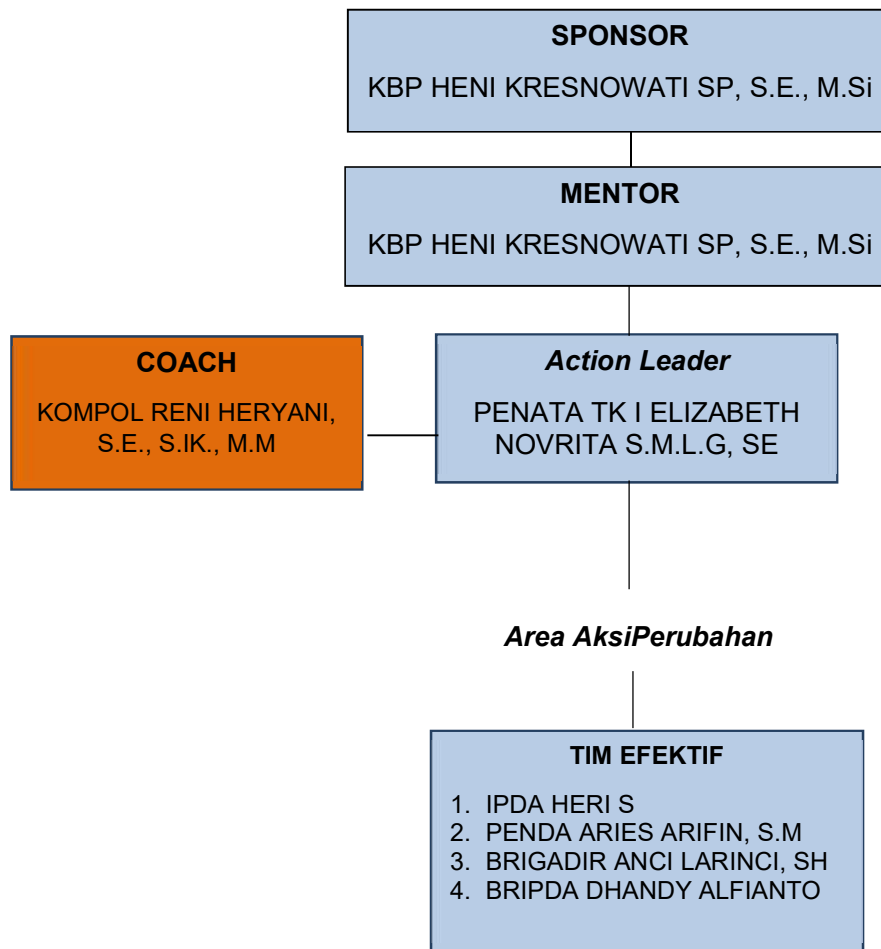 SPONSOR
KBP HENI KRESNOWATI SP, S.E., M.Si
MENTOR
KBP HENI KRESNOWATI SP, S.E., M.Si
COACH
KOMPOL RENI HERYANI,
S.E., S.IK., M.M
Action Leader
PENATA TK I ELIZABETH
NOVRITA S.M.L.G, SE
Area AksiPerubahan
TIM EFEKTIF
1. IPDA HERI S
2. PENDA ARIES ARIFIN, S.M
3. BRIGADIR ANCI LARINCI, SH
4. BRIPDA DHANDY ALFIANTO